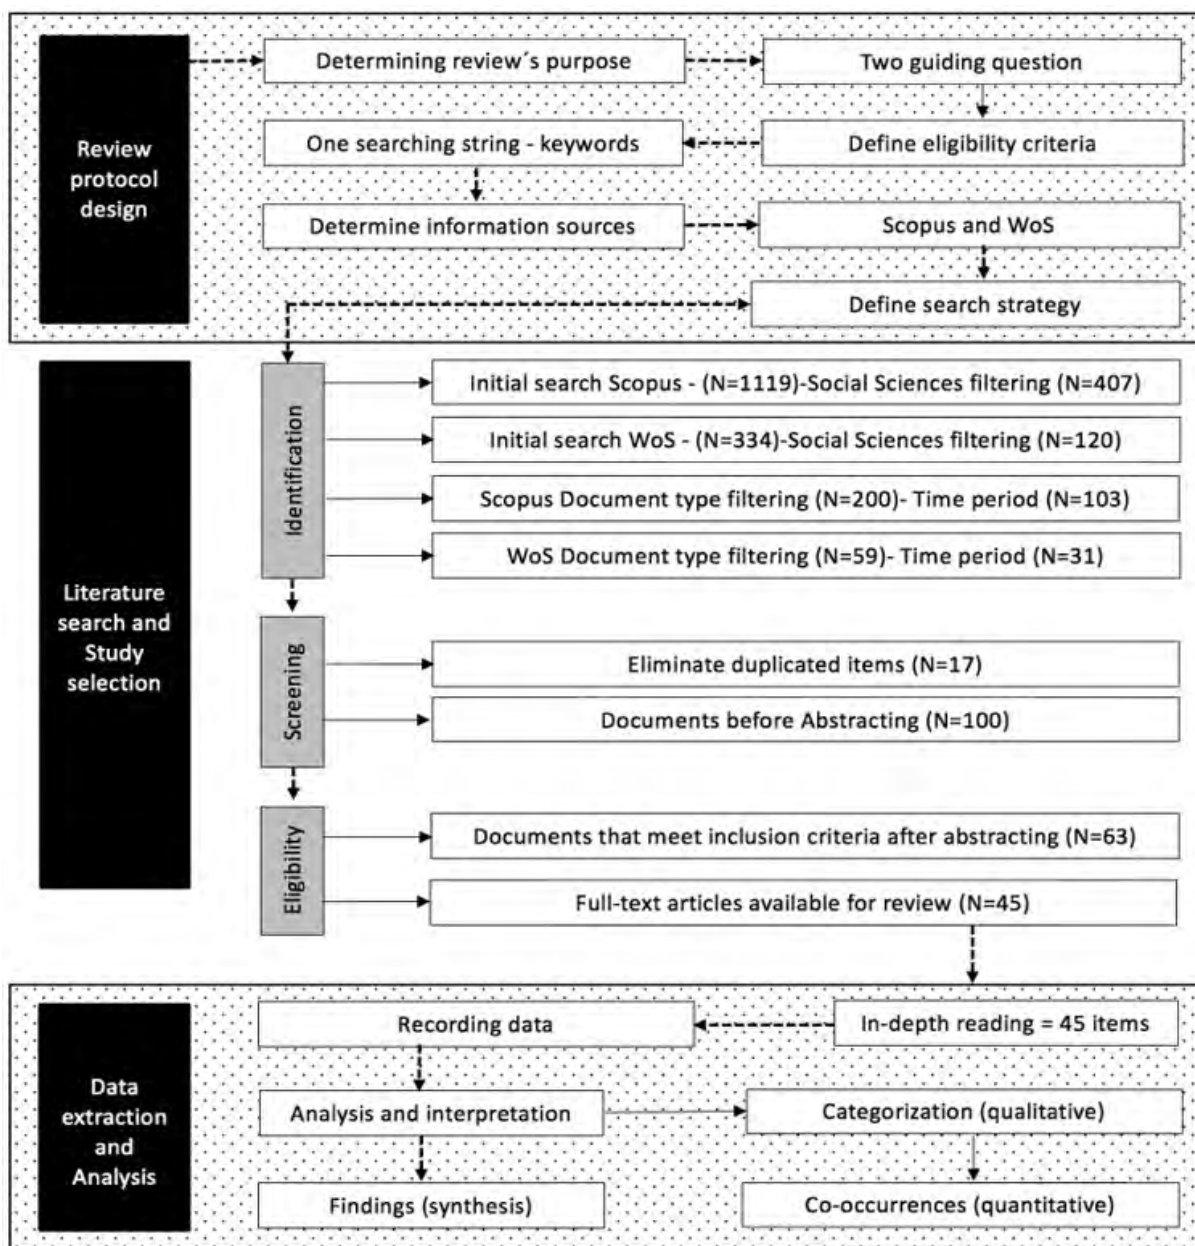 Review
protocol
design
Determining review´s purpose
Two guiding question
One searching string - keywords
Define eligibility criteria
Determine information sources
Scopus and WoS
Define search strategy
Literature
search and
Study
selection
Identification
Initial search Scopus - (N=1119)-Social Sciences filtering (N=407)
Initial search WoS - (N=334)-Social Sciences filtering (N=120)
Scopus Document type filtering (N=200)- Time period (N=103)
WoS Document type filtering (N=59)- Time period (N=31)
Screening
Eliminate duplicated items (N=17)
Documents before Abstracting (N=100)
Eligibility
Documents that meet inclusion criteria after abstracting (N=63)
Full-text articles available for review (N=45)
Data
extraction
and
Analysis
Recording data
In-depth reading = 45 items
Analysis and interpretation
Categorization (qualitative)
Findings (synthesis)
Co-occurrences (quantitative)